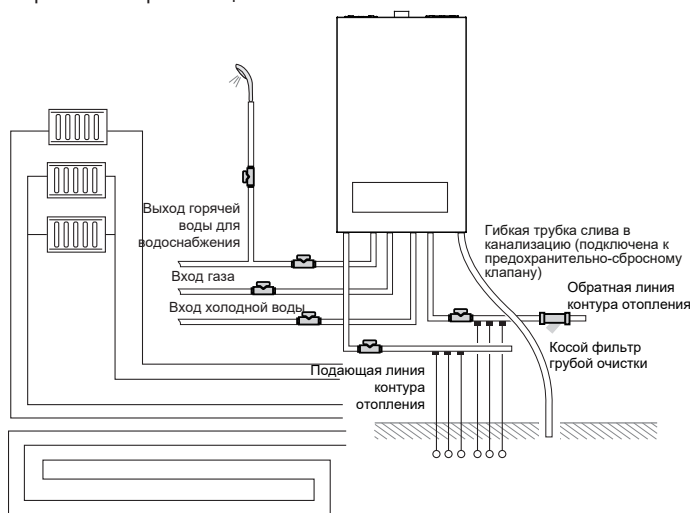 Выход горячей
воды для
водоснабжения
Вход газа
Вход холодной воды
Гибкая трубка слива в
канализацию (подключена к
предохранительно-сбросному
клапану)
Обратная линия
контура отопления
Косой фильтр
грубой очистки
Подающая линия
контура
отопления